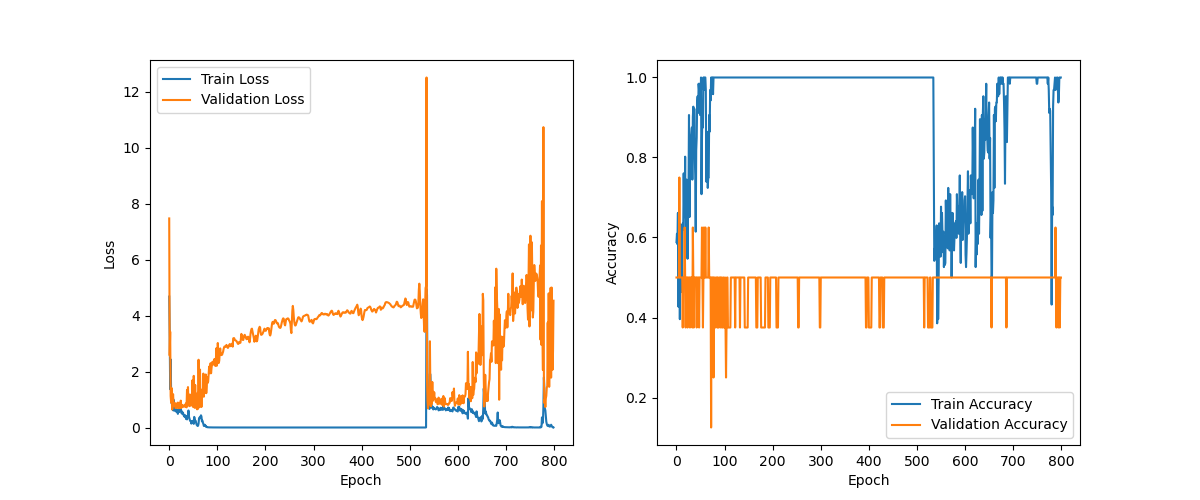 Train Loss
Validation Loss
Loss
12
10
8
6
4
2
0
0 100 200 300 400 500 600 700 800
Epoch
Accuracy
1.0
0.8
0.6
0.4
0.2
Train Accuracy
Validation Accuracy
0 100 200 300 400 500 600 700 800
Epoch